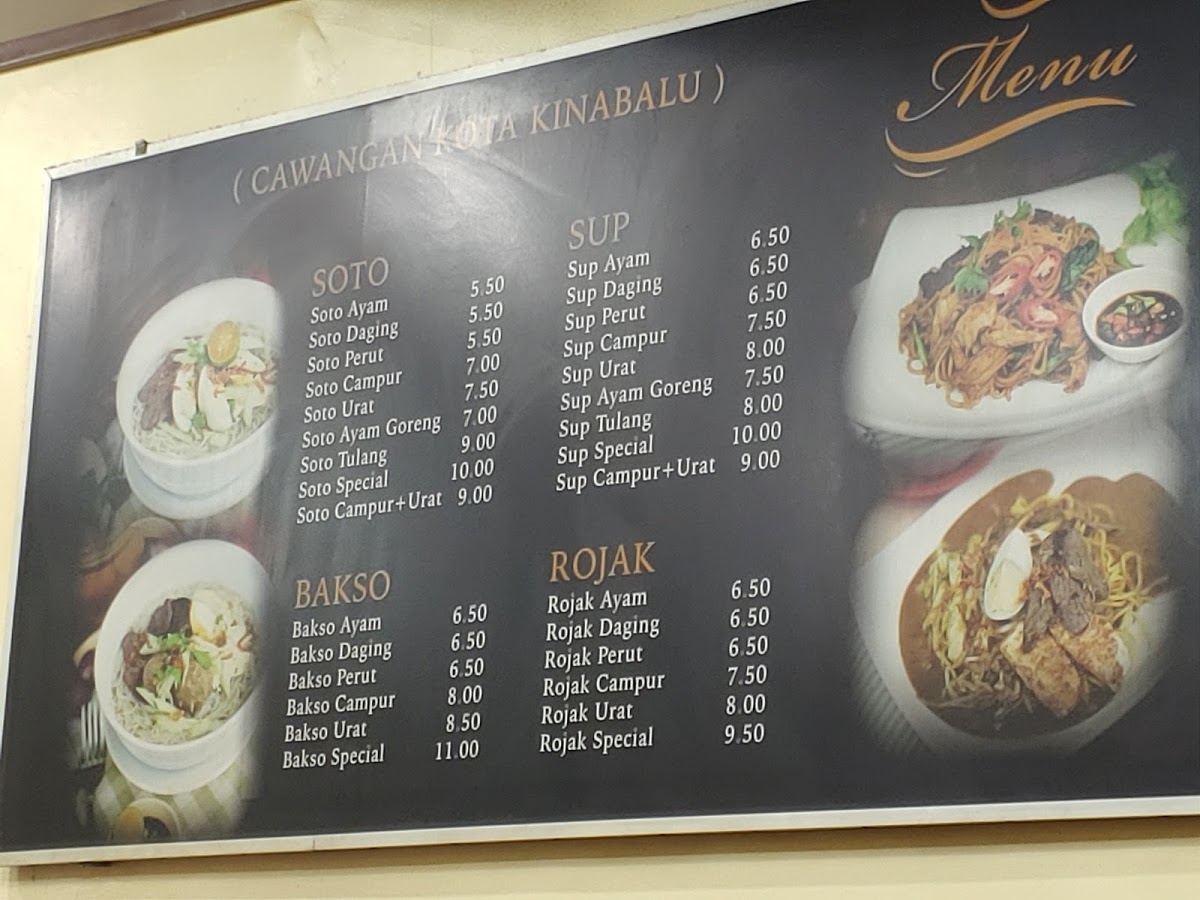 Menu
( CAWANGAN KOTA KINABALU )
SOTO
Soto Ayam 5.50
Soto Daging 5.50
Soto Perut 5.50
Soto Campur 7.00
Soto Urat 7.50
Soto Ayam Goreng 7.00
Soto Tulang 9.00
Soto Special 10.00
Soto Campur+Urat 9.00
SUP
Sup Ayam 6.50
Sup Daging 6.50
Sup Perut 6.50
Sup Campur 7.50
Sup Urat 8.00
Sup Ayam Goreng 7.50
Sup Tulang 8.00
Sup Special 10.00
Sup Campur+Urat 9.00
BAKSO
Bakso Ayam 6.50
Bakso Daging 6.50
Bakso Perut 6.50
Bakso Campur 8.00
Bakso Urat 8.50
Bakso Special 11.00
ROJAK
Rojak Ayam 6.50
Rojak Daging 6.50
Rojak Perut 6.50
Rojak Campur 7.50
Rojak Urat 8.00
Rojak Special 9.50